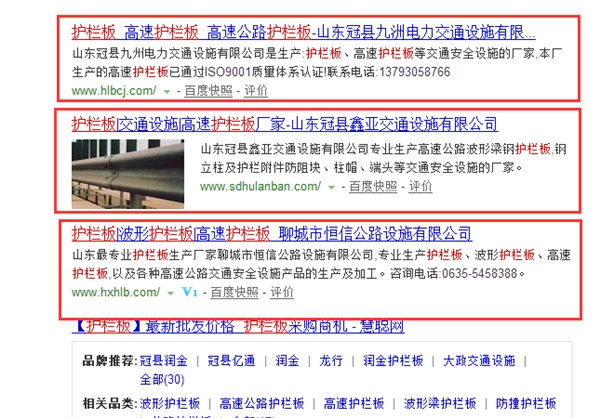 护栏板_高速护栏板_高速公路护栏板-山东冠县九洲电力交通设施有限...
山东冠县九洲电力交通设施有限公司是生产:护栏板、高速护栏板等交通安全设施的厂家,本厂
生产的高速护栏板已通过ISO9001质量体系认证!联系电话:13793058766
www.hlbcj.com/ - 百度快照 - 评价
护栏板|交通设施|高速护栏板厂家-山东冠县鑫亚交通设施有限公司
山东冠县鑫亚交通设施有限公司专业生产高速公路波形梁钢护栏板,钢
立柱及护栏附件防阻块、柱帽、端头等交通安全设施的厂家。
www.sdhulanban.com/ - 百度快照 - 评价
护栏板|波形护栏板|高速护栏板_聊城市恒信公路设施有限公司
山东最专业护栏板生产厂家聊城市恒信公路设施有限公司,专业生产护栏板、波形护栏板、高速
护栏板,以及各种高速公路交通安全设施产品的生产及加工。咨询电话:0635-5458388。
www.hxhlb.com/ V1 - 百度快照 - 评价
【护栏板】最新批发价格_护栏板采购商机 - 慧聪网
品牌推荐: 冠县润金 | 冠县亿通 | 润金 | 龙行 | 润金护栏板 | 大政交通设施 |
全部(30)
相关品类: 波形护栏板 | 高速公路护栏板 | 高速护栏板 | 波形梁护栏板 | 防撞护栏板